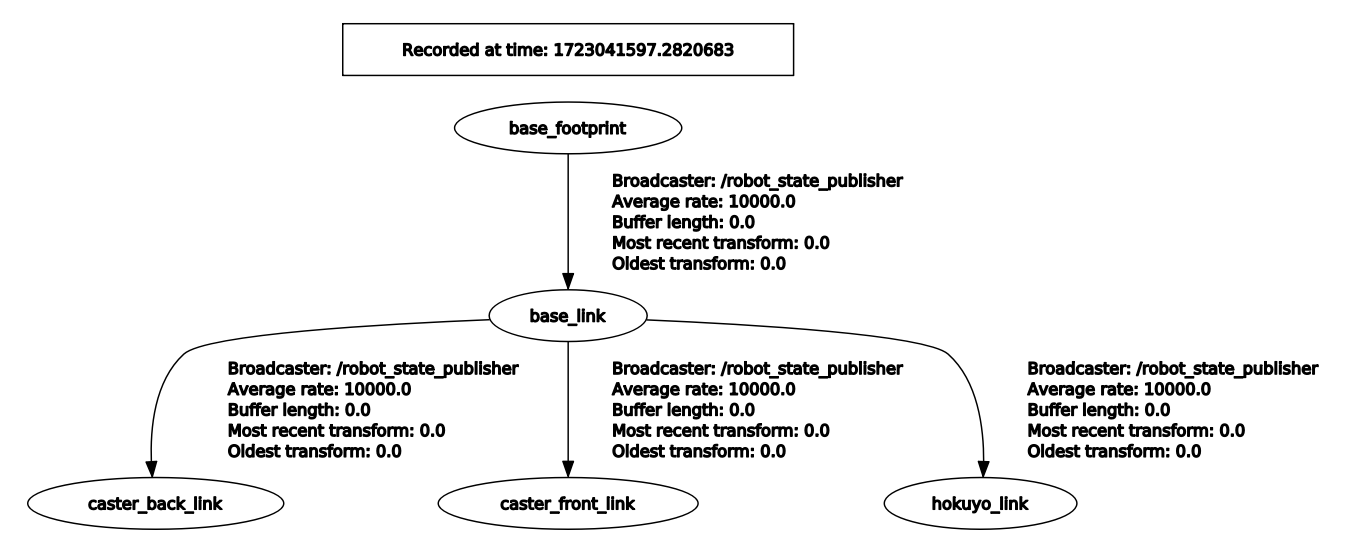 Recorded at time: 1723041597.2820683
base_footprint
Broadcaster: /robot_state_publisher
Average rate: 10000.0
Buffer length: 0.0
Most recent transform: 0.0
Oldest transform: 0.0
base_link
Broadcaster: /robot_state_publisher
Average rate: 10000.0
Buffer length: 0.0
Most recent transform: 0.0
Oldest transform: 0.0
Broadcaster: /robot_state_publisher
Average rate: 10000.0
Buffer length: 0.0
Most recent transform: 0.0
Oldest transform: 0.0
Broadcaster: /robot_state_publisher
Average rate: 10000.0
Buffer length: 0.0
Most recent transform: 0.0
Oldest transform: 0.0
caster_back_link
caster_front_link
hokuyo_link